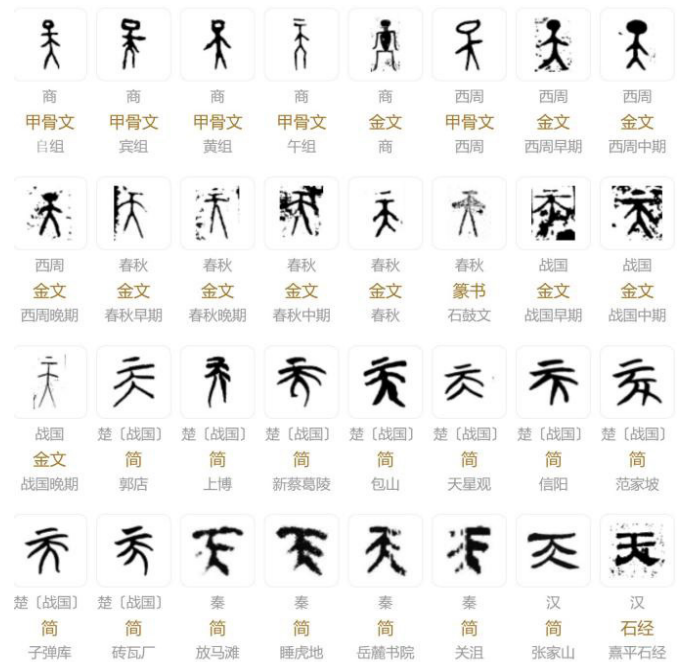 商 商 商 商 商 西周 西周 西周
甲骨文 甲骨文 甲骨文 甲骨文 金文 甲骨文 金文 金文
𠂤组 宾组 黄组 午组 商 西周 西周早期 西周中期
西周 春秋 春秋 春秋 春秋 春秋 战国 战国
金文 金文 金文 金文 金文 篆书 金文 金文
西周晚期 春秋早期 春秋晚期 春秋中期 春秋 石鼓文 战国早期 战国中期
战国 楚〔战国〕 楚〔战国〕 楚〔战国〕 楚〔战国〕 楚〔战国〕 楚〔战国〕 楚〔战国〕
金文 简 简 简 简 简 简 简
战国晚期 郭店 上博 新蔡葛陵 包山 天星观 信阳 范家坡
楚〔战国〕 楚〔战国〕 秦 秦 秦 秦 汉 汉
简 简 简 简 简 简 简 石经
子弹库 砖瓦厂 放马滩 睡虎地 岳麓书院 关沮 张家山 熹平石经